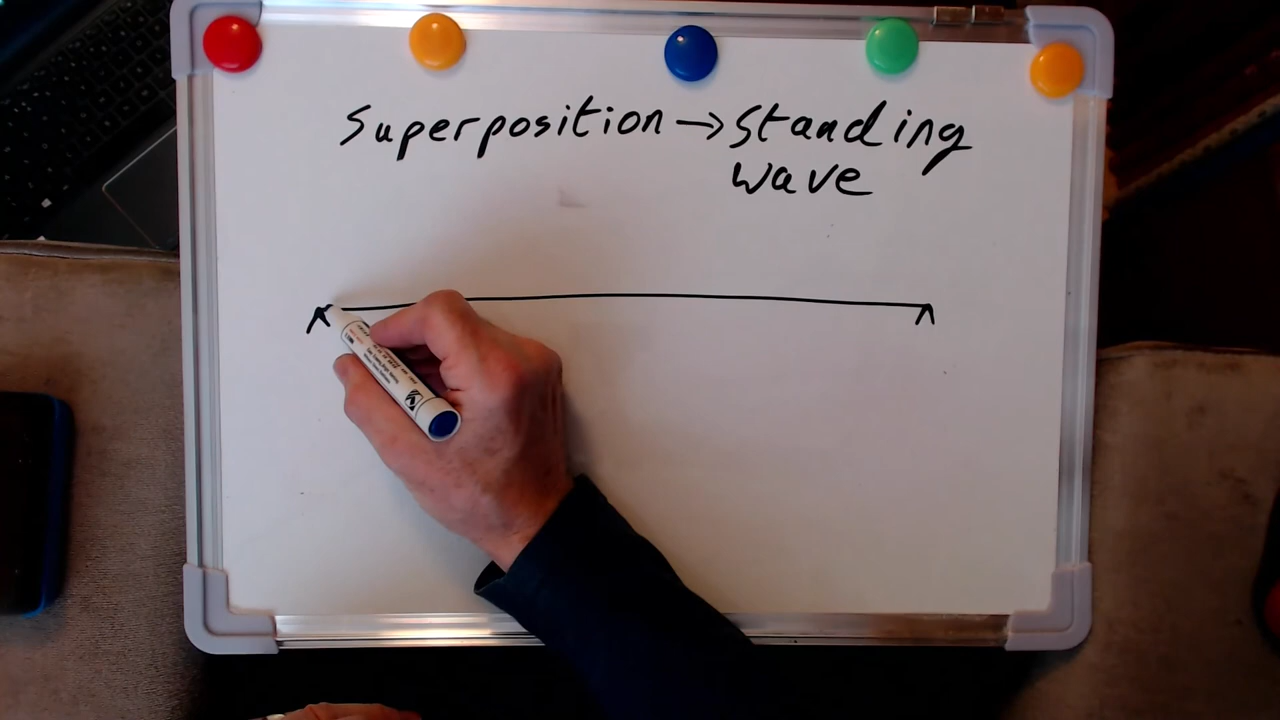 Superposition → Standing
wave